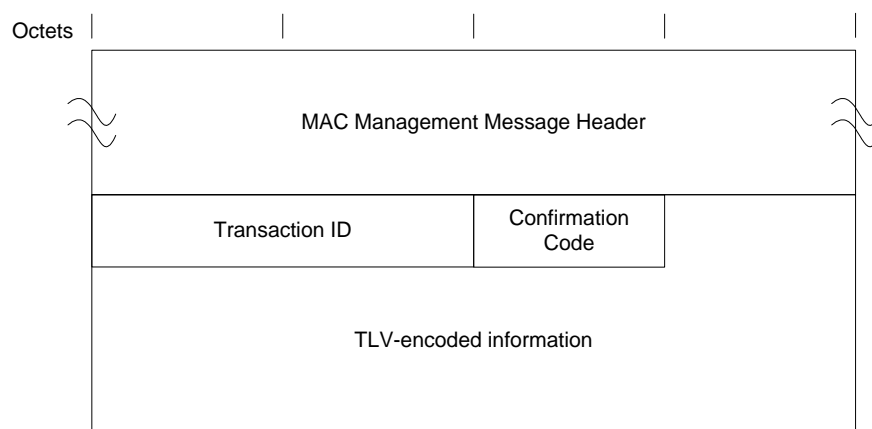 Octets
MAC Management Message Header
Transaction ID
Confirmation
Code
TLV-encoded information